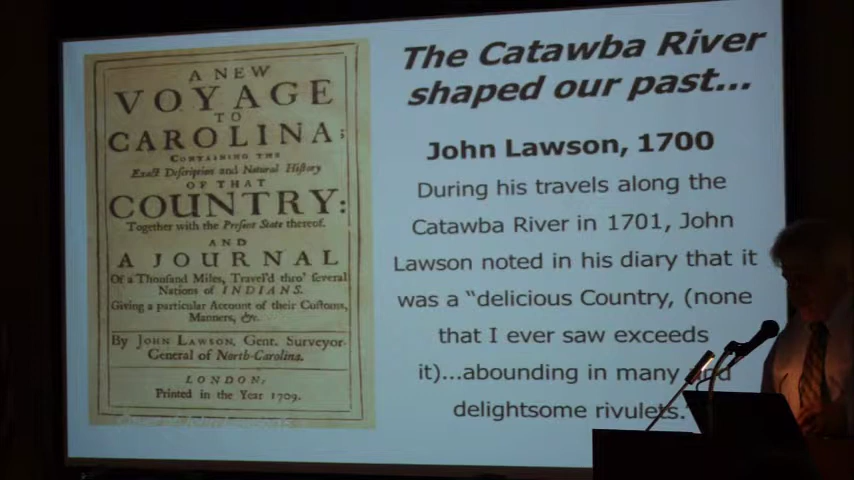 A NEW
VOYAGE
TO
CAROLINA;
CONTAINING THE
Exact Description and Natural History
OF THAT
COUNTRY:
Together with the Present State thereof.
AND
A JOURNAL
Of a Thousand Miles, Travel'd thro' several
Nations of INDIANS.
Giving a particular Account of their Customs,
Manners, &c.
By JOHN LAWSON, Gent. Surveyor-
General of North-Carolina.
LONDON,
Printed in the Year 1709.
The Catawba River
shaped our past...
John Lawson, 1700
During his travels along the
Catawba River in 1701, John
Lawson noted in his diary that it
was a “delicious Country, (none
that I ever saw exceeds
it)...abounding in many and
delightsome rivulets.”